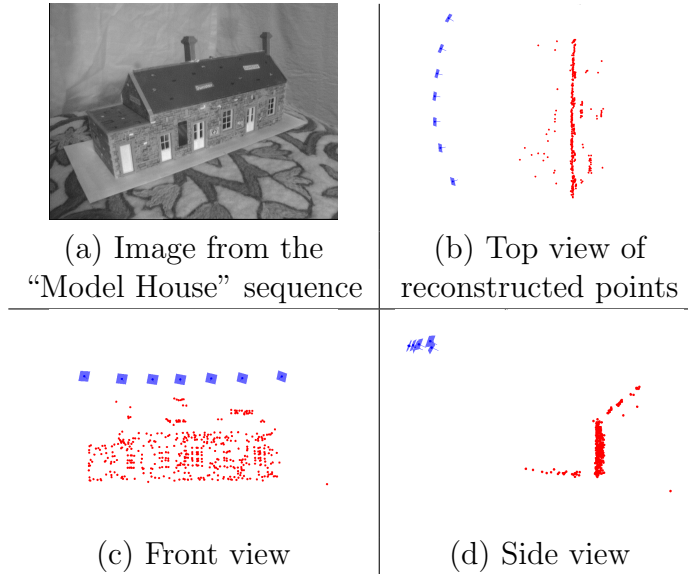 (a) Image from the
“Model House” sequence
(b) Top view of
reconstructed points
(c) Front view
(d) Side view